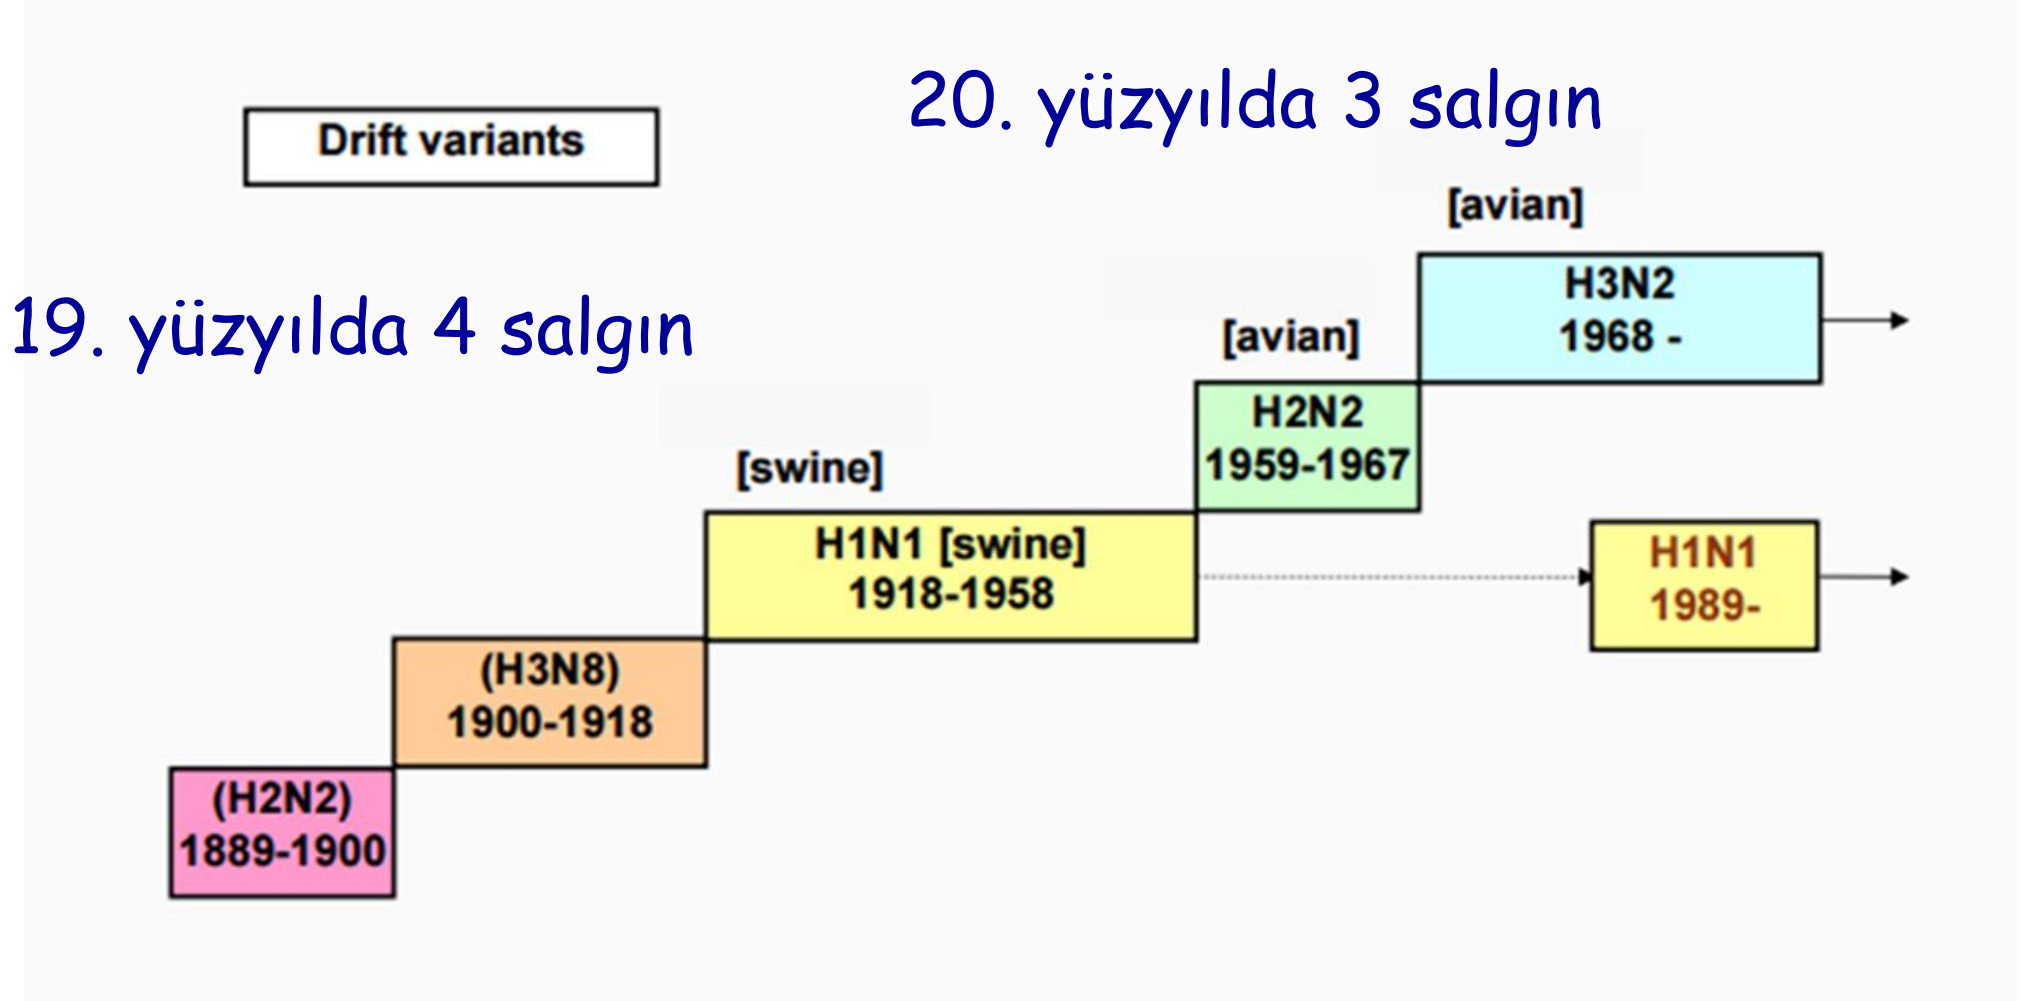 20. yüzyılda 3 salgın
Drift variants
[avian]
H3N2
1968 -
19. yüzyılda 4 salgın
[avian]
H2N2
1959-1967
[swine]
H1N1 [swine]
1918-1958
H1N1
1989-
(H3N8)
1900-1918
(H2N2)
1889-1900